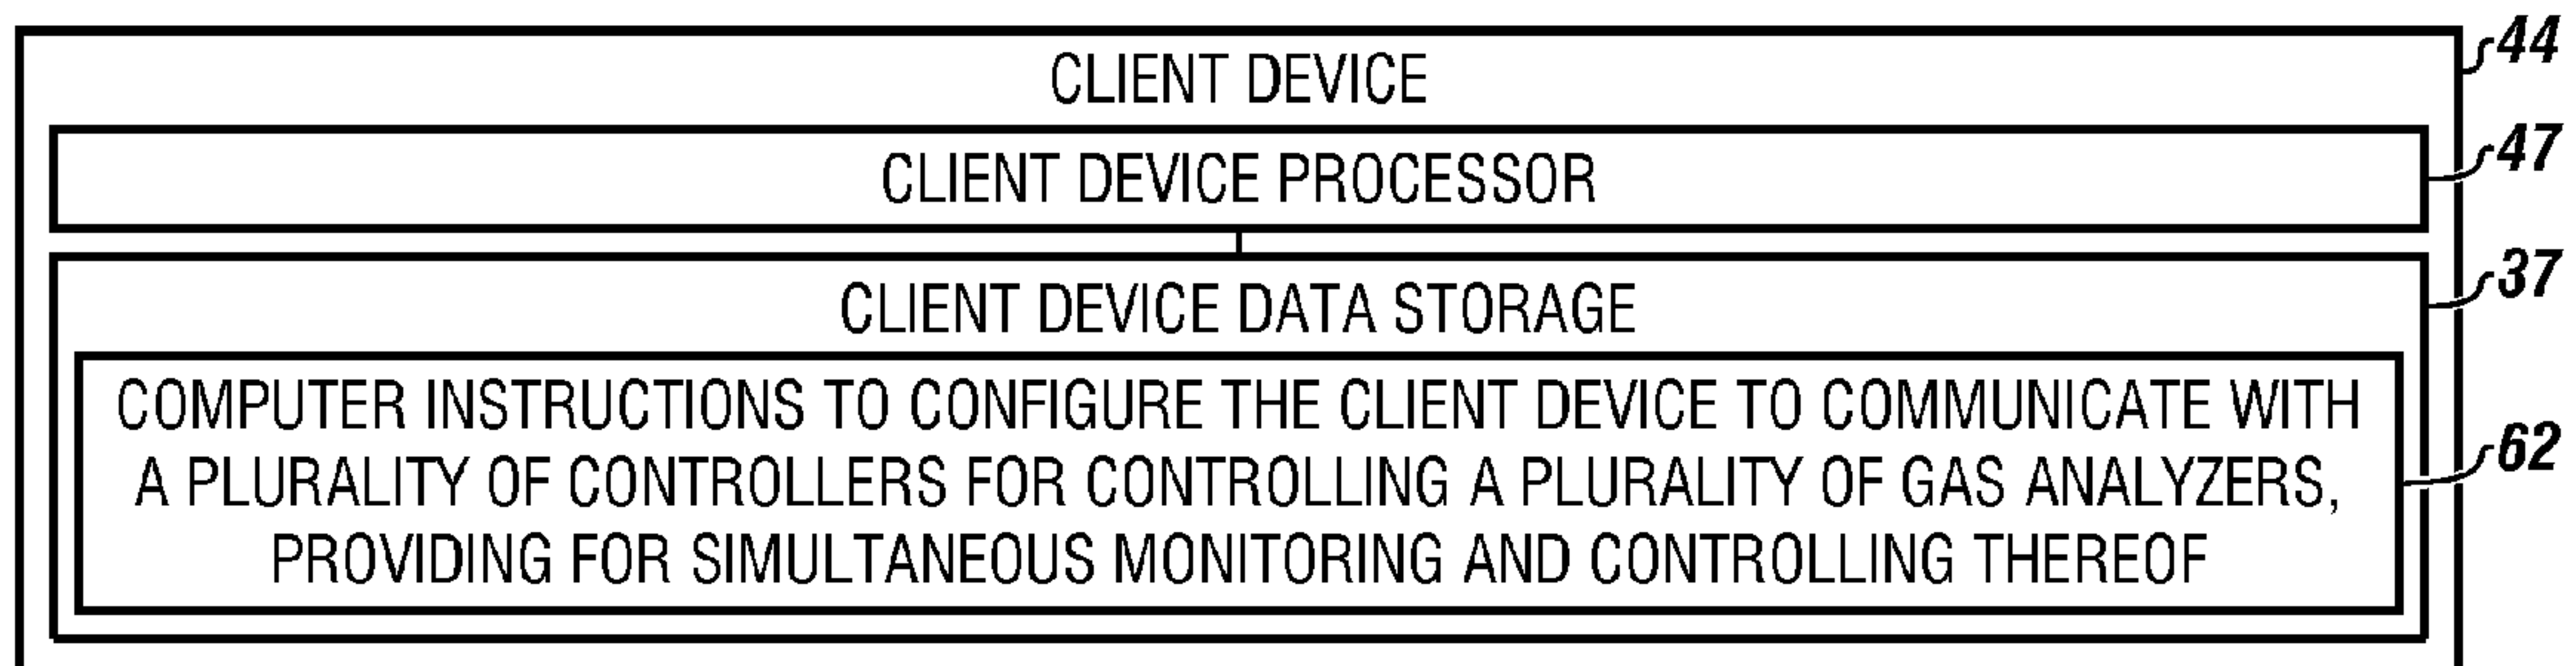 CLIENT DEVICE
44
CLIENT DEVICE PROCESSOR
47
CLIENT DEVICE DATA STORAGE
37
COMPUTER INSTRUCTIONS TO CONFIGURE THE CLIENT DEVICE TO COMMUNICATE WITH
A PLURALITY OF CONTROLLERS FOR CONTROLLING A PLURALITY OF GAS ANALYZERS,
PROVIDING FOR SIMULTANEOUS MONITORING AND CONTROLLING THEREOF
62